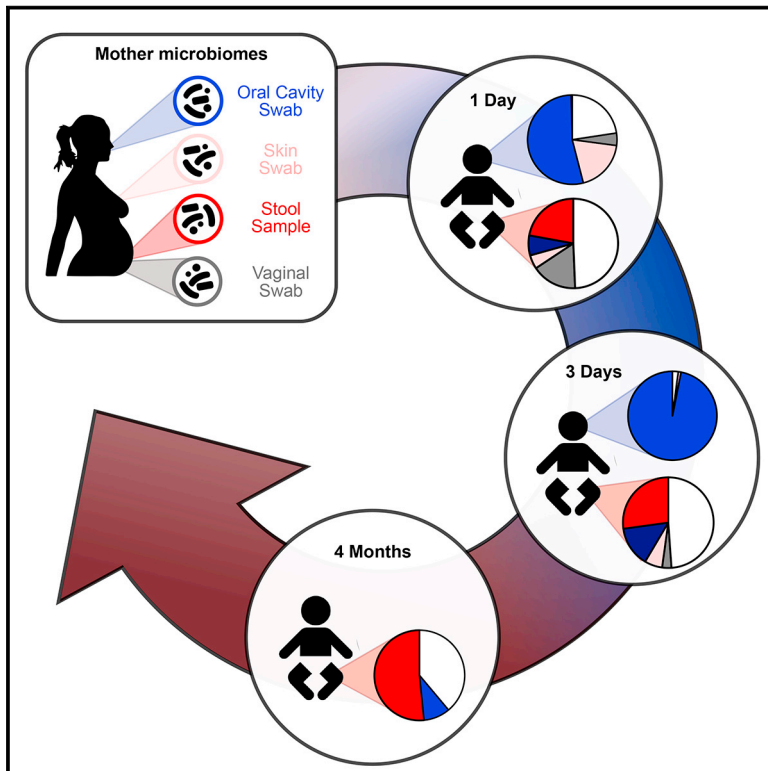 Mother microbiomes
Oral Cavity
Swab
Skin
Swab
Stool
Sample
Vaginal
Swab
1 Day
3 Days
4 Months